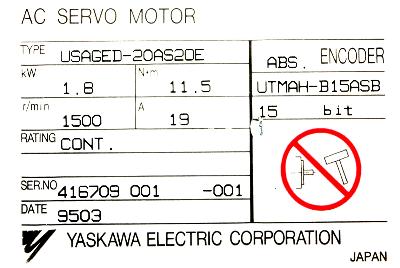 AC SERVO MOTOR
TYPE USAGED-20AS2DE
ABS. ENCODER
kW 1.8 N·m 11.5
UTMAH-B15ASB
r/min 1500 A 19
15 bit
RATING CONT.
SER.NO 416709 001 -001
DATE 9503
YASKAWA ELECTRIC CORPORATION
JAPAN